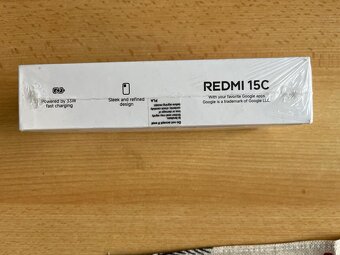 REDMI 15C
With your favorite Google apps.
Google is a trademark of Google LLC.
Sleek and refined
design
Powered by 33W
fast charging